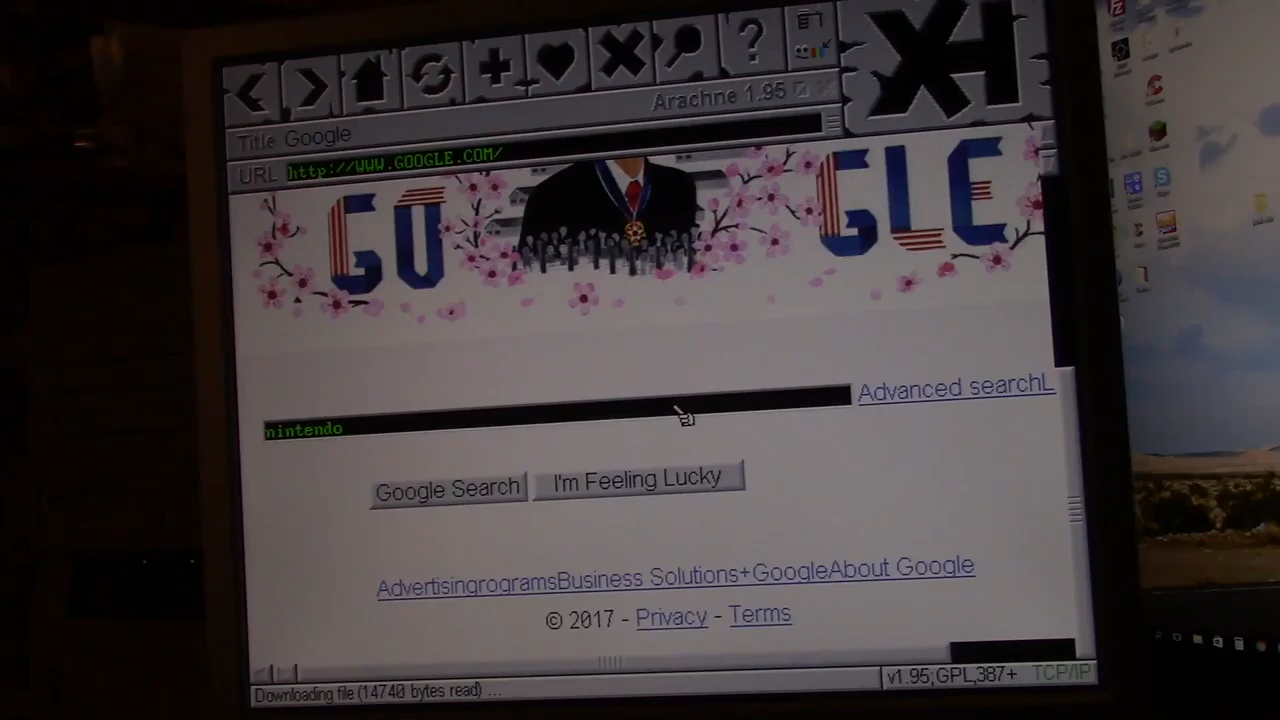 Arachne 1.95
Title Google
URL http://WWW.GOOGLE.COM/
GO GLE
nintendo
Advanced searchL
Google Search I'm Feeling Lucky
AdvertisingrogramsBusiness Solutions+GoogleAbout Google
© 2017 - Privacy - Terms
Downloading file (14740 bytes read) ...
v1.95;GPL,387+ TCP/IP